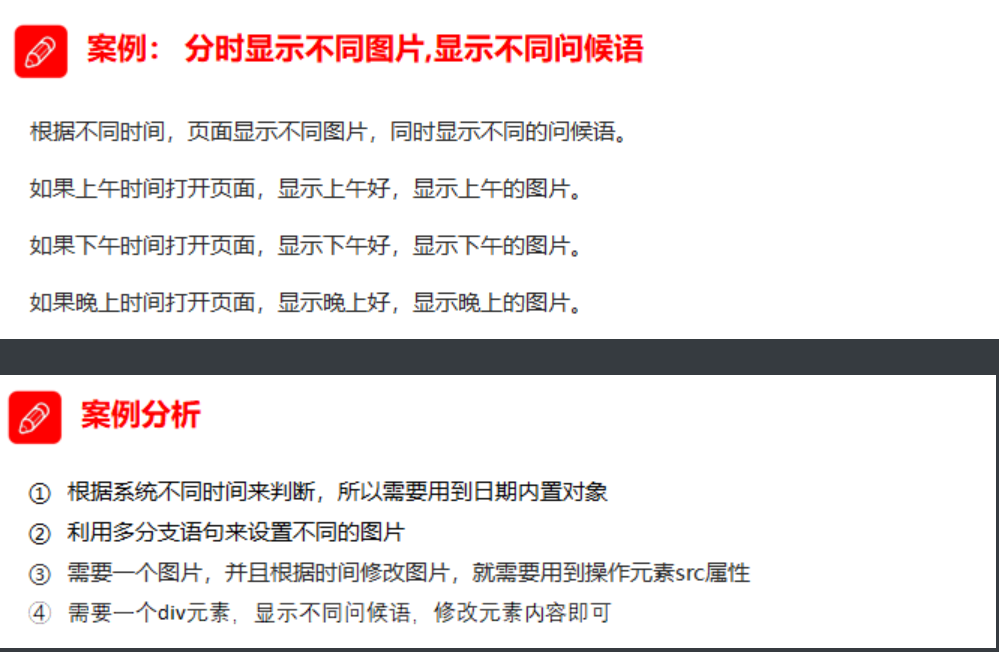 案例： 分时显示不同图片,显示不同问候语
根据不同时间，页面显示不同图片，同时显示不同的问候语。
如果上午时间打开页面，显示上午好，显示上午的图片。
如果下午时间打开页面，显示下午好，显示下午的图片。
如果晚上时间打开页面，显示晚上好，显示晚上的图片。
案例分析
① 根据系统不同时间来判断，所以需要用到日期内置对象
② 利用多分支语句来设置不同的图片
③ 需要一个图片，并且根据时间修改图片，就需要用到操作元素src属性
④ 需要一个div元素，显示不同问候语，修改元素内容即可